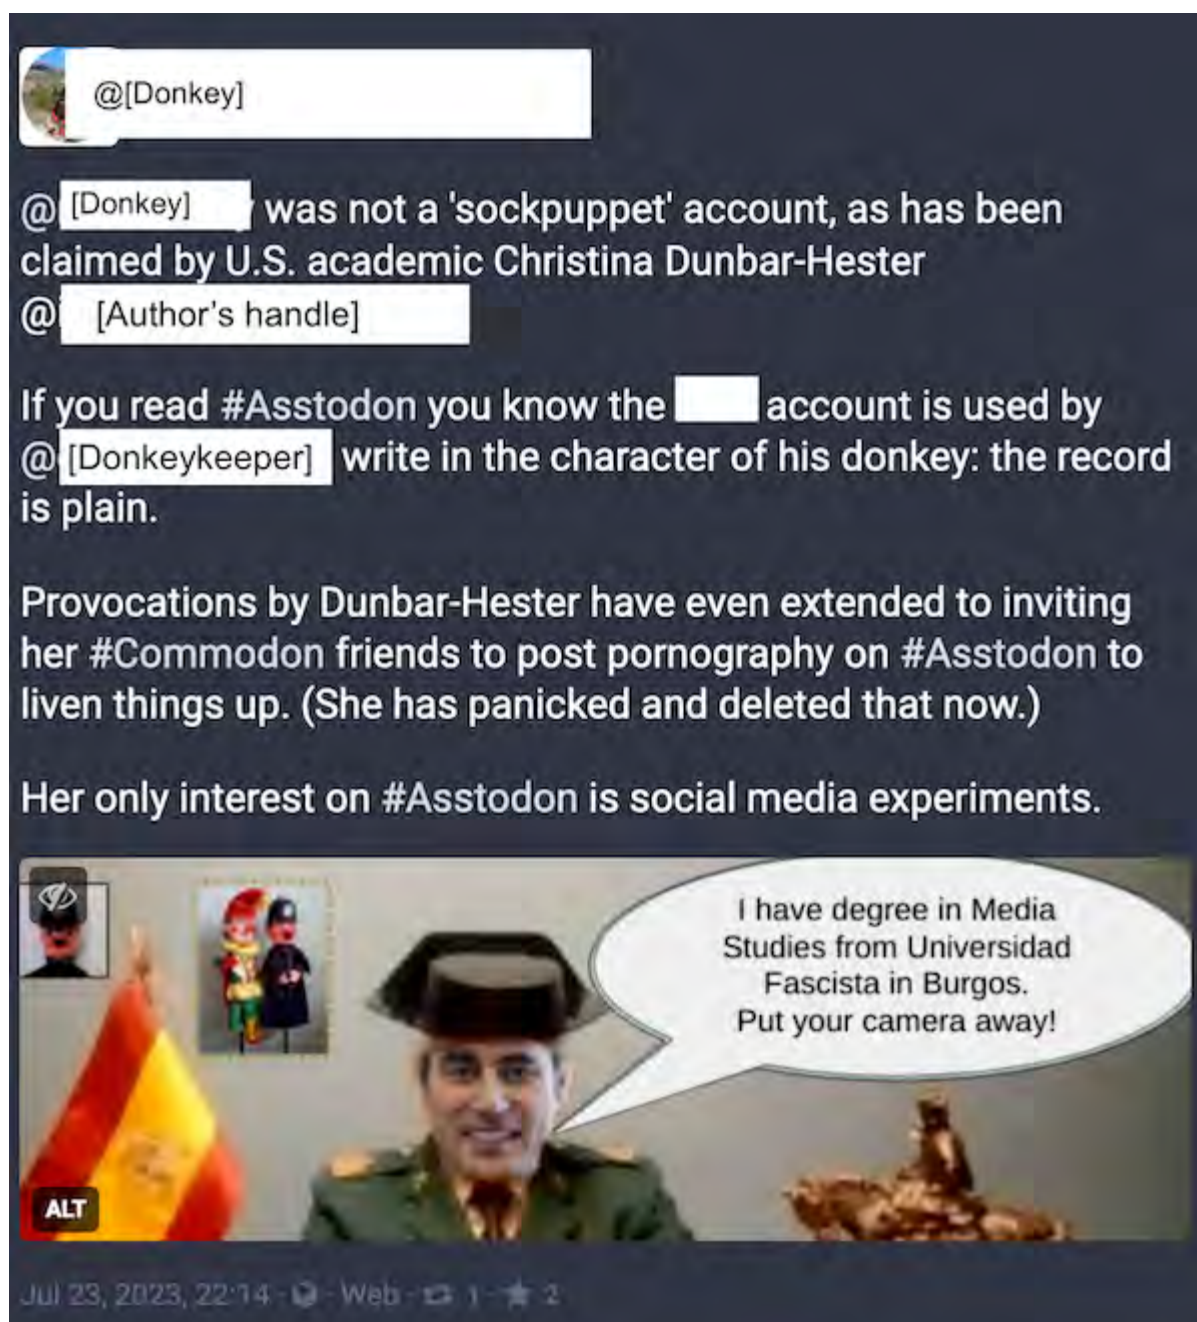 @[Donkey]
@ [Donkey] was not a 'sockpuppet' account, as has been
claimed by U.S. academic Christina Dunbar-Hester
@ [Author's handle]
If you read #Asstodon you know the account is used by
@ [Donkeykeeper] write in the character of his donkey: the record
is plain.
Provocations by Dunbar-Hester have even extended to inviting
her #Commodon friends to post pornography on #Asstodon to
liven things up. (She has panicked and deleted that now.)
Her only interest on #Asstodon is social media experiments.
I have degree in Media
Studies from Universidad
Fascista in Burgos.
Put your camera away!
ALT
Jul 23, 2023, 22:14 · Web · 1 · 2